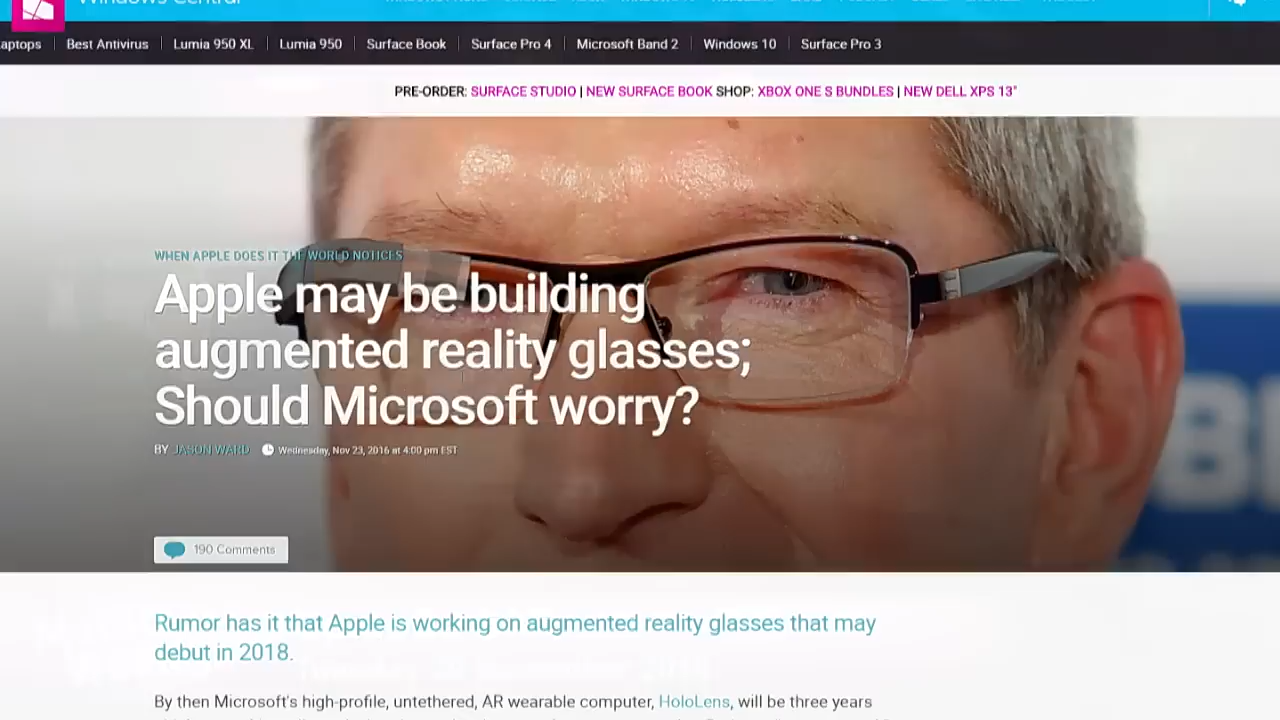 Windows Central
aptops Best Antivirus Lumia 950 XL Lumia 950 Surface Book Surface Pro 4 Microsoft Band 2 Windows 10 Surface Pro 3
PRE-ORDER: SURFACE STUDIO | NEW SURFACE BOOK SHOP: XBOX ONE S BUNDLES | NEW DELL XPS 13"
WHEN APPLE DOES IT THE WORLD NOTICES
Apple may be building
augmented reality glasses;
Should Microsoft worry?
BY JASON WARD Wednesday, Nov 23, 2016 at 4:00 pm EST
190 Comments
Rumor has it that Apple is working on augmented reality glasses that may
debut in 2018.
By then Microsoft's high-profile, untethered, AR wearable computer, HoloLens, will be three years